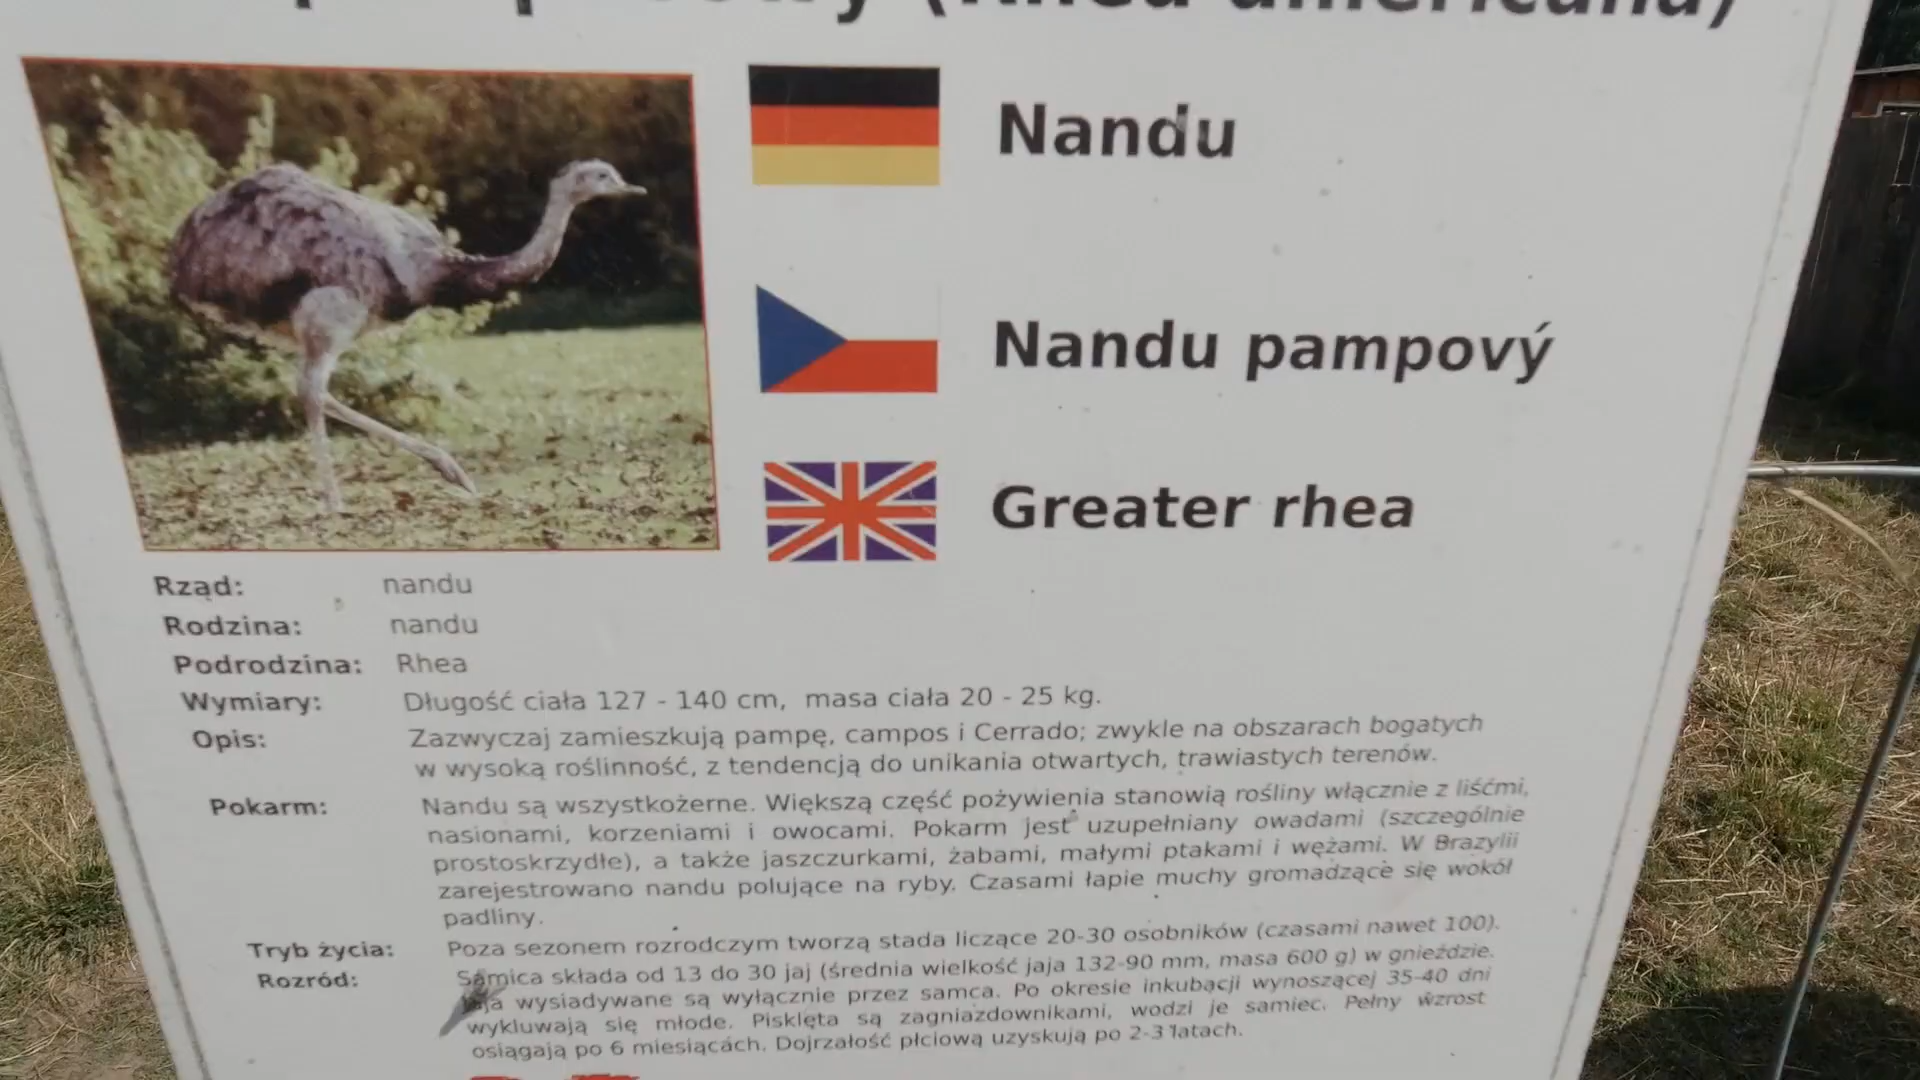 (Rhea americana)
Nandu
Nandu pampový
Greater rhea
Rząd: nandu
Rodzina: nandu
Podrodzina: Rhea
Wymiary: Długość ciała 127 - 140 cm, masa ciała 20 - 25 kg.
Opis: Zazwyczaj zamieszkują pampę, campos i Cerrado; zwykle na obszarach bogatych
w wysoką roślinność, z tendencją do unikania otwartych, trawiastych terenów.
Pokarm: Nandu są wszystkożerne. Większą część pożywienia stanowią rośliny włącznie z liśćmi,
nasionami, korzeniami i owocami. Pokarm jest uzupełniany owadami (szczególnie
prostoskrzydłe), a także jaszczurkami, żabami, małymi ptakami i wężami. W Brazylii
zarejestrowano nandu polujące na ryby. Czasami łapie muchy gromadzące się wokół
padliny.
Tryb życia: Poza sezonem rozrodczym tworzą stada liczące 20-30 osobników (czasami nawet 100).
Rozród: Samica składa od 13 do 30 jaj (średnia wielkość jaja 132-90 mm, masa 600 g) w gnieździe.
Jaja wysiadywane są wyłącznie przez samca. Po okresie inkubacji wynoszącej 35-40 dni
wykluwają się młode. Pisklęta są zagniazdownikami, wodzi je samiec. Pełny wzrost
osiągają po 6 miesiącach. Dojrzałość płciową uzyskują po 2-3 latach.